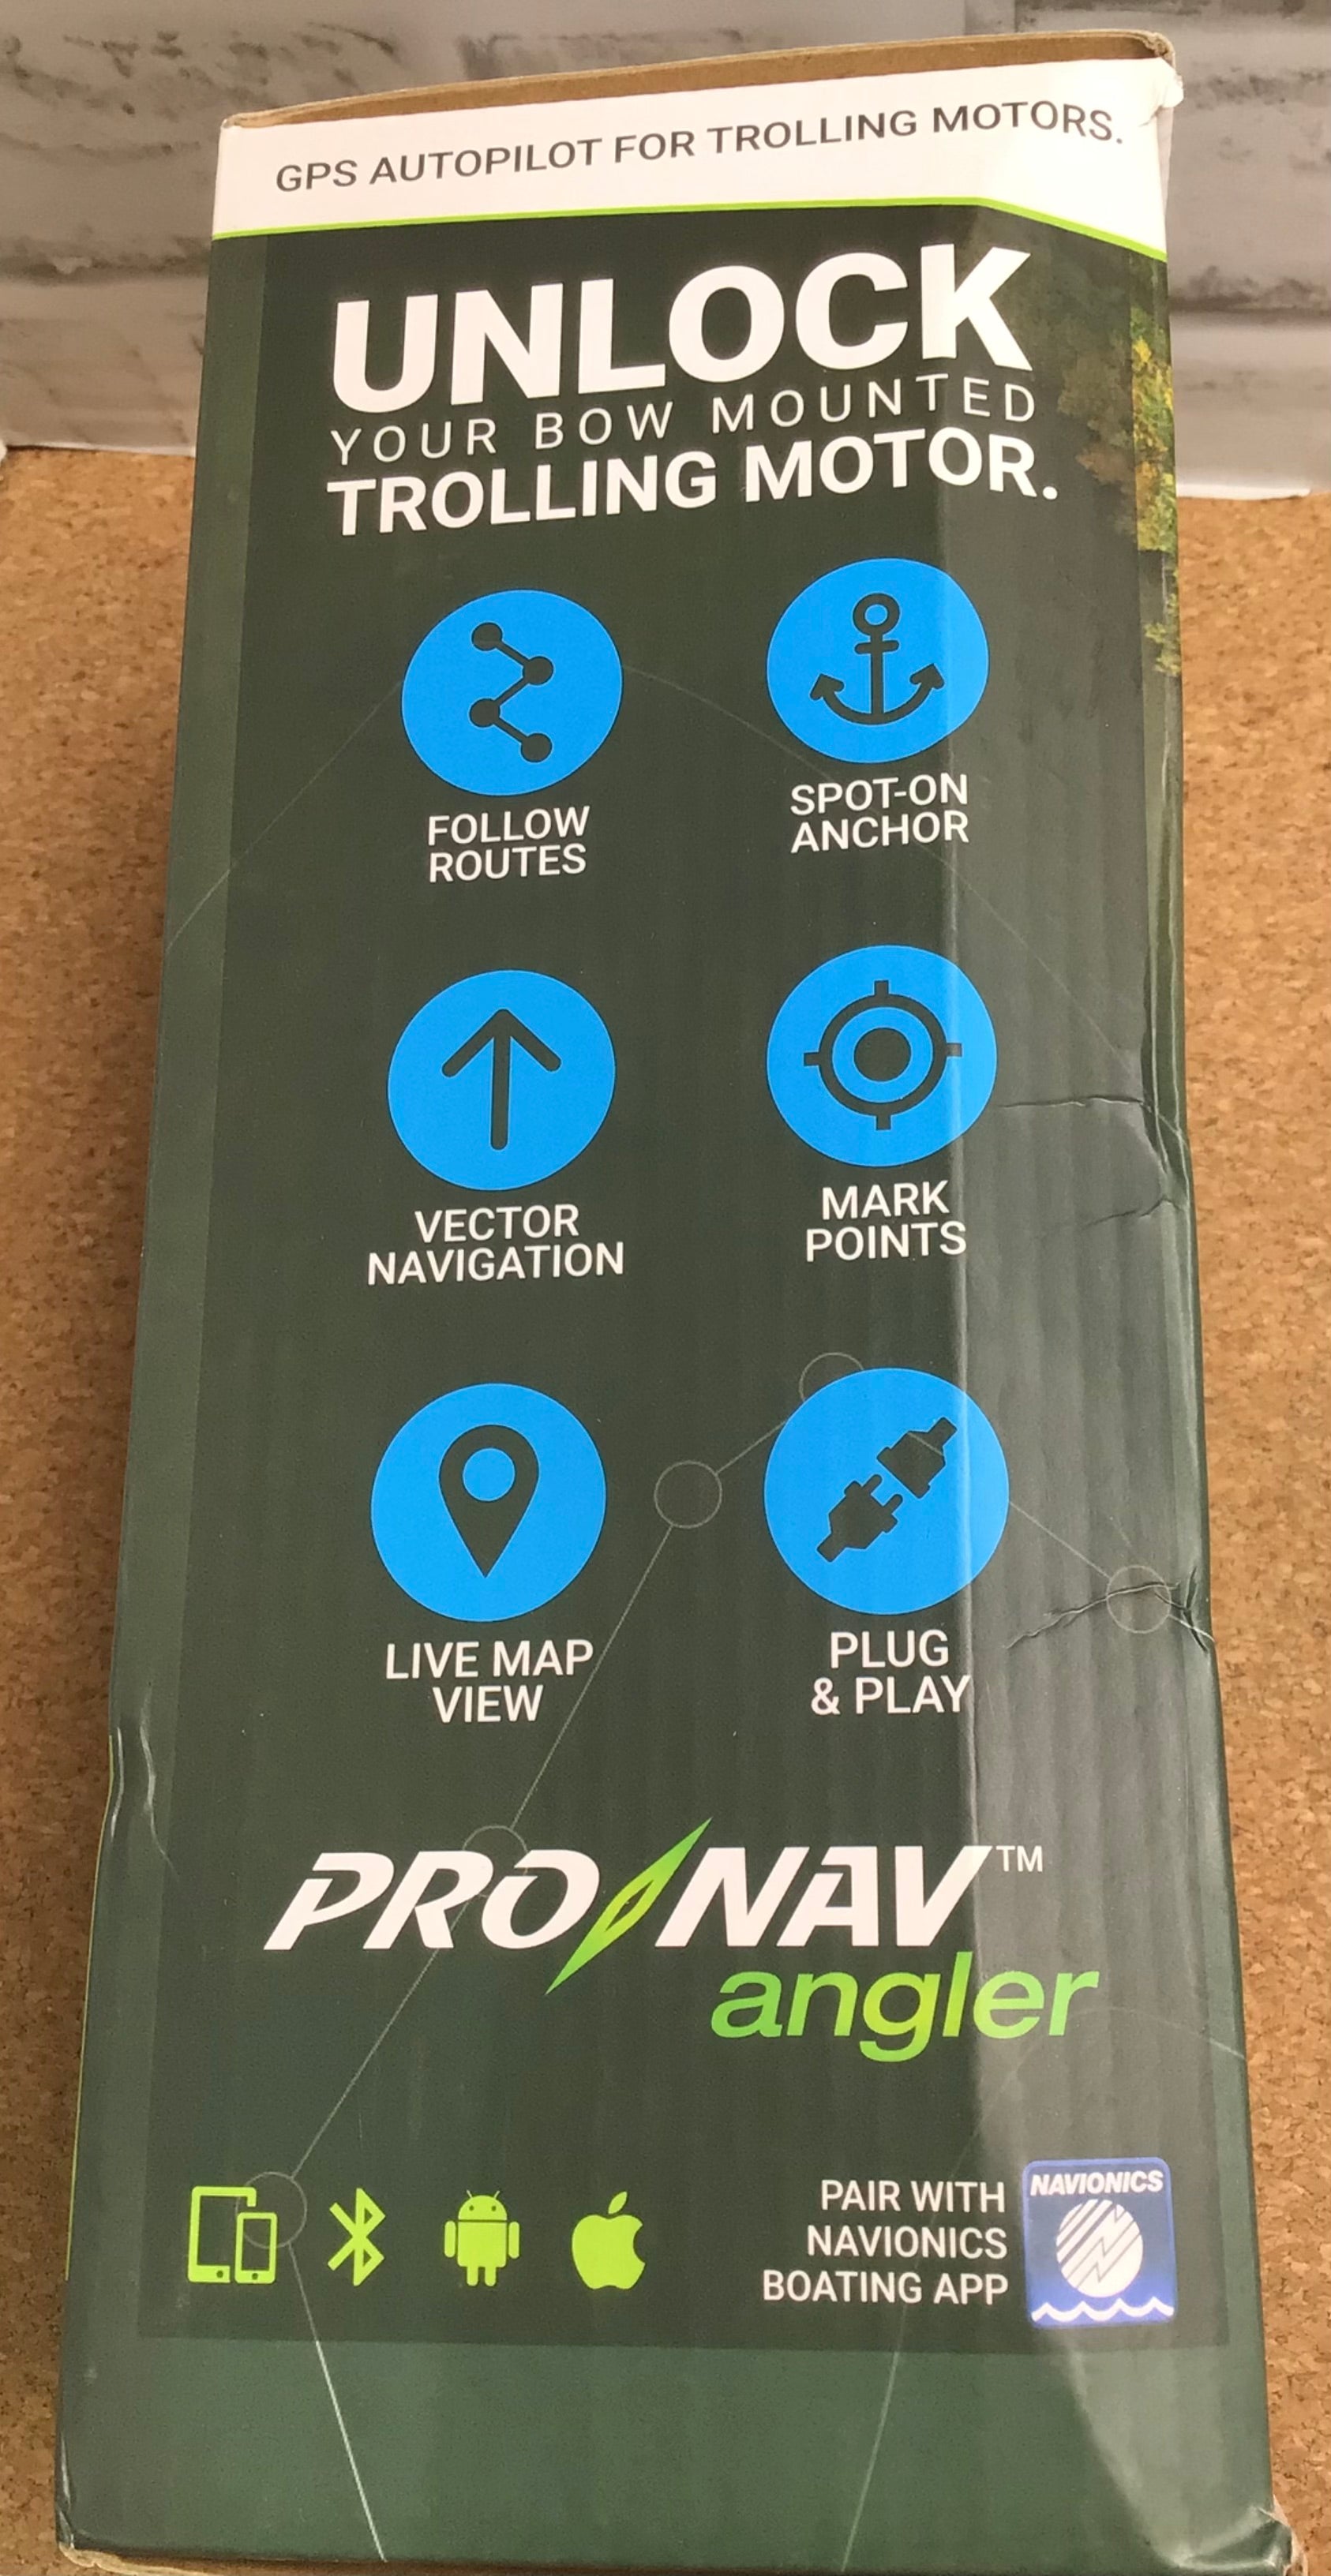 GPS AUTOPILOT FOR TROLLING MOTORS.
UNLOCK
YOUR BOW MOUNTED
TROLLING MOTOR.
FOLLOW
ROUTES
SPOT-ON
ANCHOR
VECTOR
NAVIGATION
MARK
POINTS
LIVE MAP
VIEW
PLUG
& PLAY
PRO NAV™
angler
PAIR WITH
NAVIONICS
BOATING APP
NAVIONICS